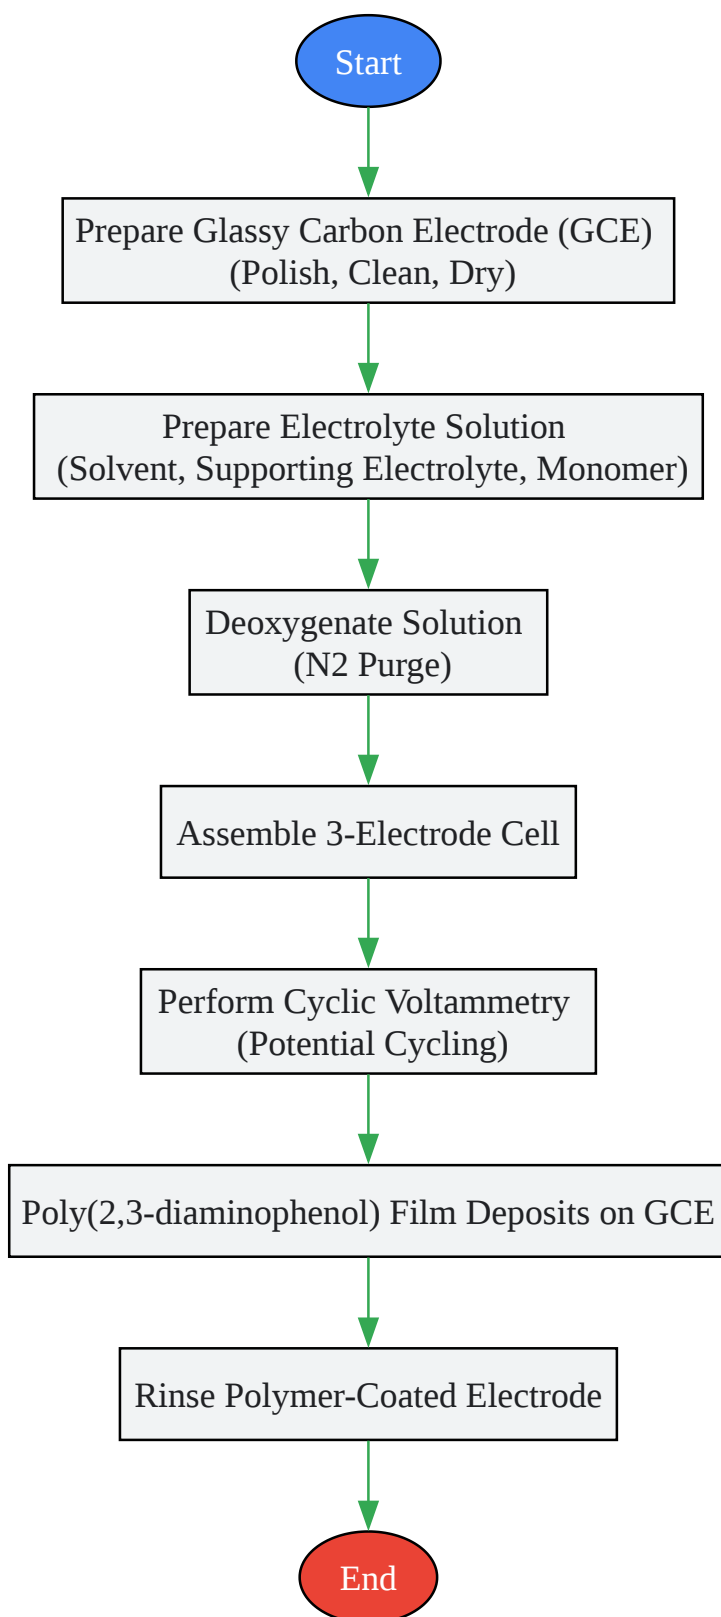 Start
Prepare Glassy Carbon Electrode (GCE)
(Polish, Clean, Dry)
Prepare Electrolyte Solution
(Solvent, Supporting Electrolyte, Monomer)
Deoxygenate Solution
(N2 Purge)
Assemble 3-Electrode Cell
Perform Cyclic Voltammetry
(Potential Cycling)
Poly(2,3-diaminophenol) Film Deposits on GCE
Rinse Polymer-Coated Electrode
End